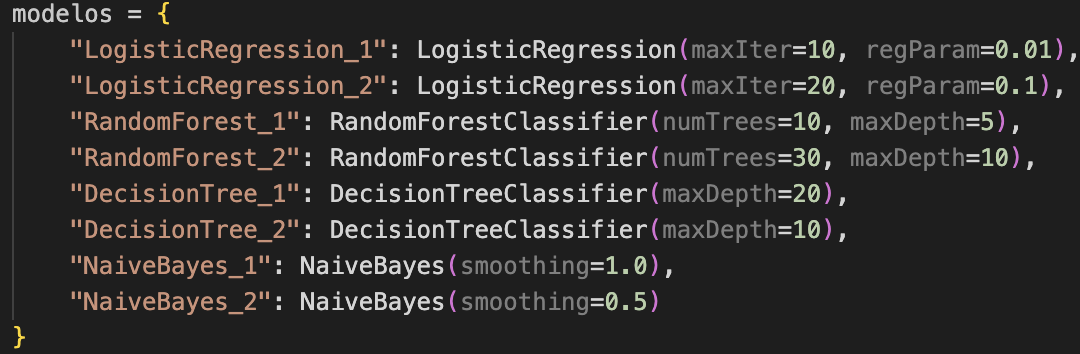 modelos = {
    "LogisticRegression_1": LogisticRegression(maxIter=10, regParam=0.01),
    "LogisticRegression_2": LogisticRegression(maxIter=20, regParam=0.1),
    "RandomForest_1": RandomForestClassifier(numTrees=10, maxDepth=5),
    "RandomForest_2": RandomForestClassifier(numTrees=30, maxDepth=10),
    "DecisionTree_1": DecisionTreeClassifier(maxDepth=20),
    "DecisionTree_2": DecisionTreeClassifier(maxDepth=10),
    "NaiveBayes_1": NaiveBayes(smoothing=1.0),
    "NaiveBayes_2": NaiveBayes(smoothing=0.5)
}